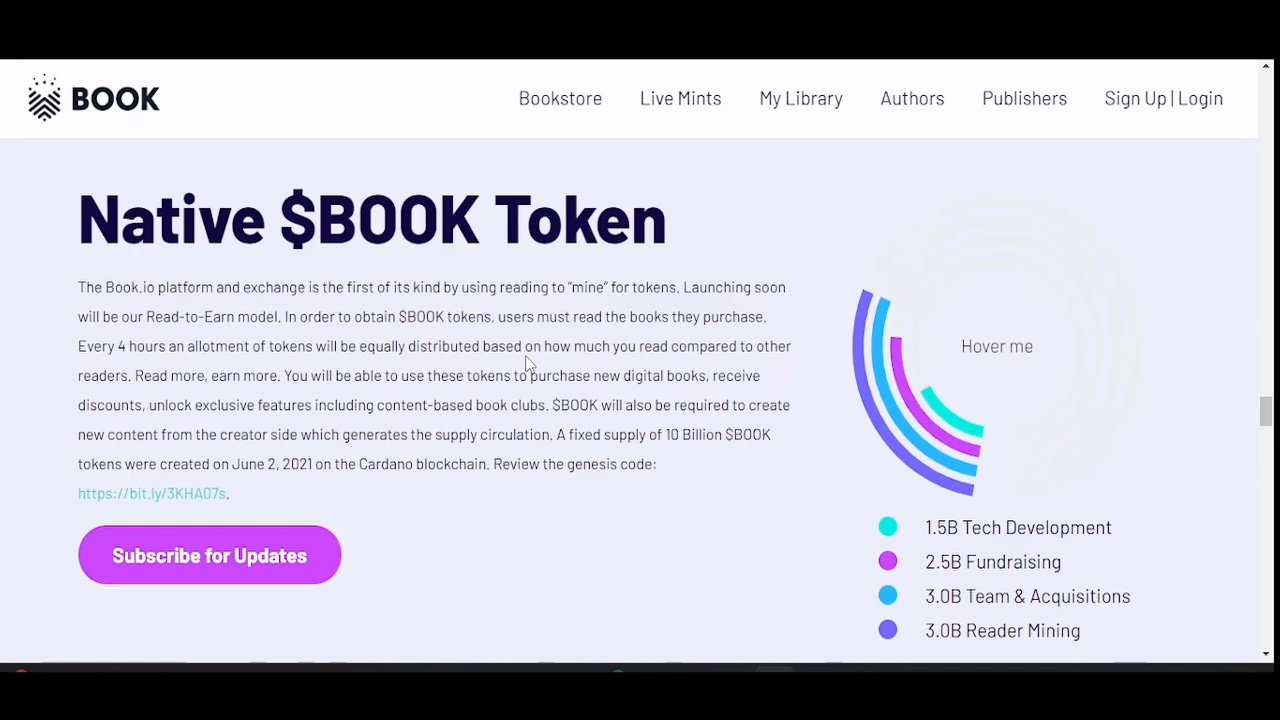 BOOK
Bookstore
Live Mints
My Library
Authors
Publishers
Sign Up | Login
Native $BOOK Token
The Book.io platform and exchange is the first of its kind by using reading to “mine” for tokens. Launching soon
will be our Read-to-Earn model. In order to obtain $BOOK tokens, users must read the books they purchase.
Every 4 hours an allotment of tokens will be equally distributed based on how much you read compared to other
readers. Read more, earn more. You will be able to use these tokens to purchase new digital books, receive
discounts, unlock exclusive features including content-based book clubs. $BOOK will also be required to create
new content from the creator side which generates the supply circulation. A fixed supply of 10 Billion $BOOK
tokens were created on June 2, 2021 on the Cardano blockchain. Review the genesis code:
https://bit.ly/3KHA07s.
Subscribe for Updates
Hover me
1.5B Tech Development
2.5B Fundraising
3.0B Team & Acquisitions
3.0B Reader Mining